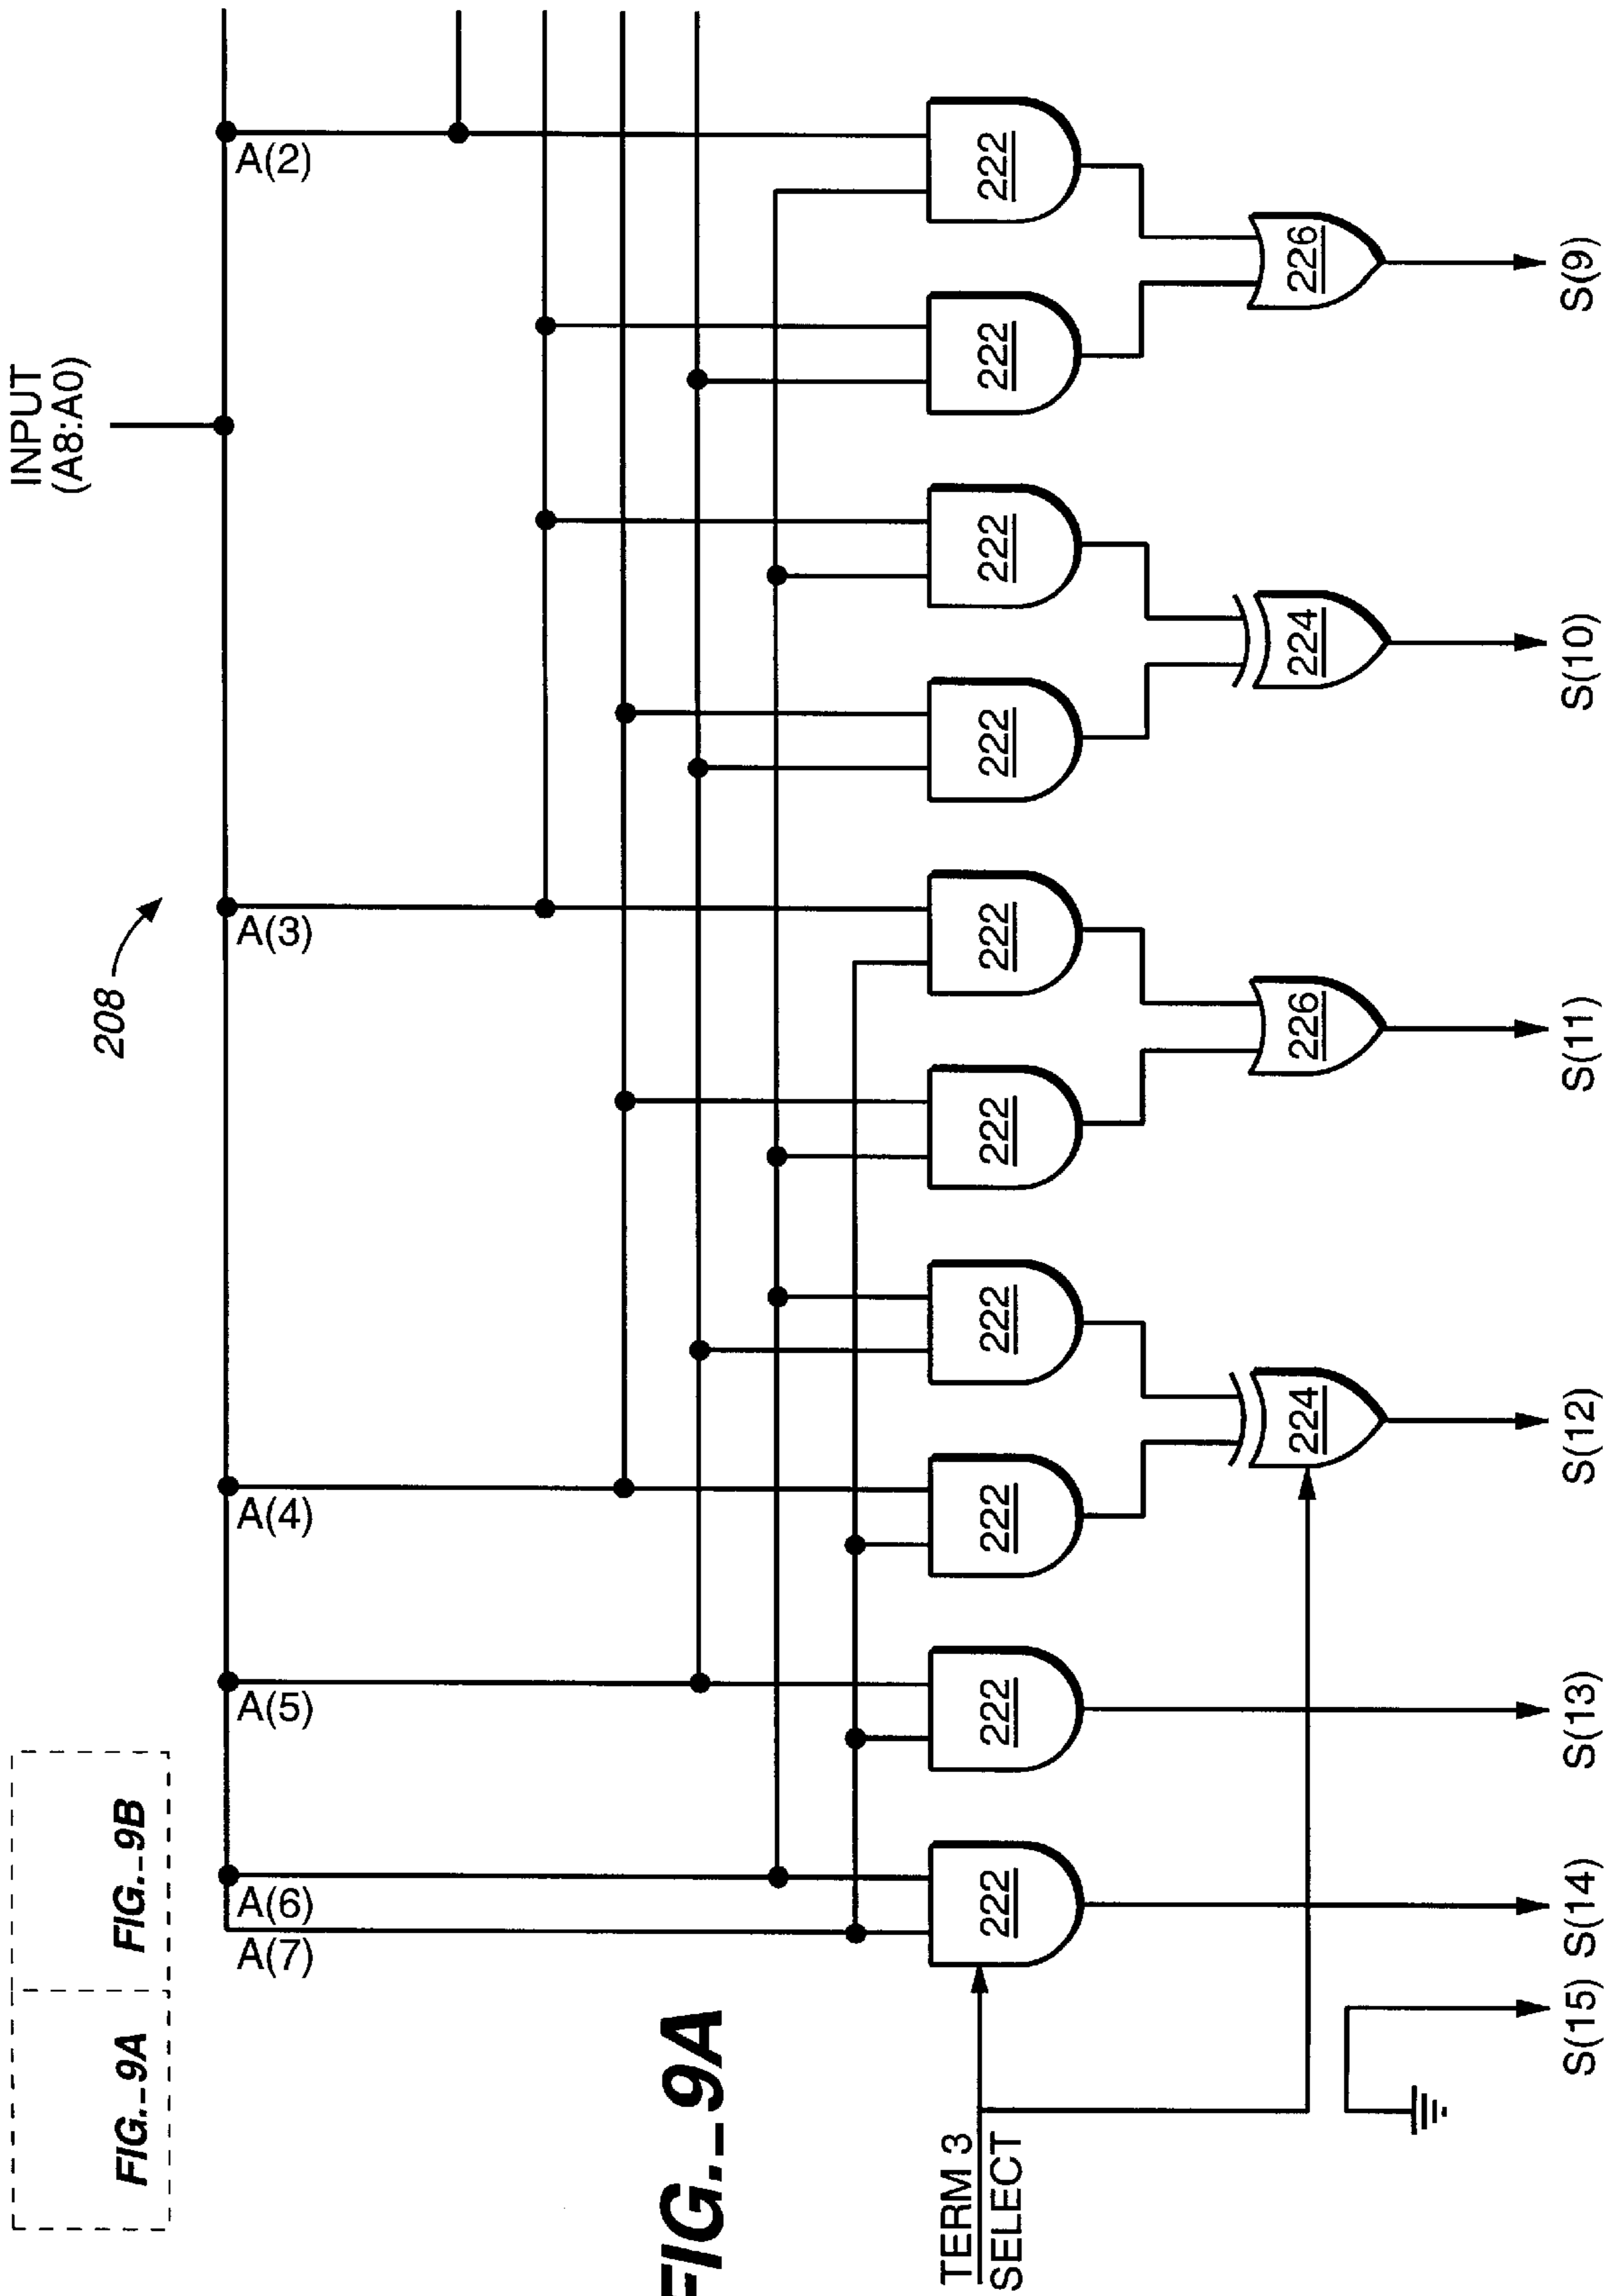 INPUT
(A8:A0)
208
A(2)
A(3)
A(4)
A(5)
A(6)
A(7)
222
222
222
222
222
222
222
222
222
222
226
224
226
224
TERM 3
SELECT
S(15)
S(14)
S(13)
S(12)
S(11)
S(10)
S(9)
FIG._9A
FIG._9B
FIG._9A